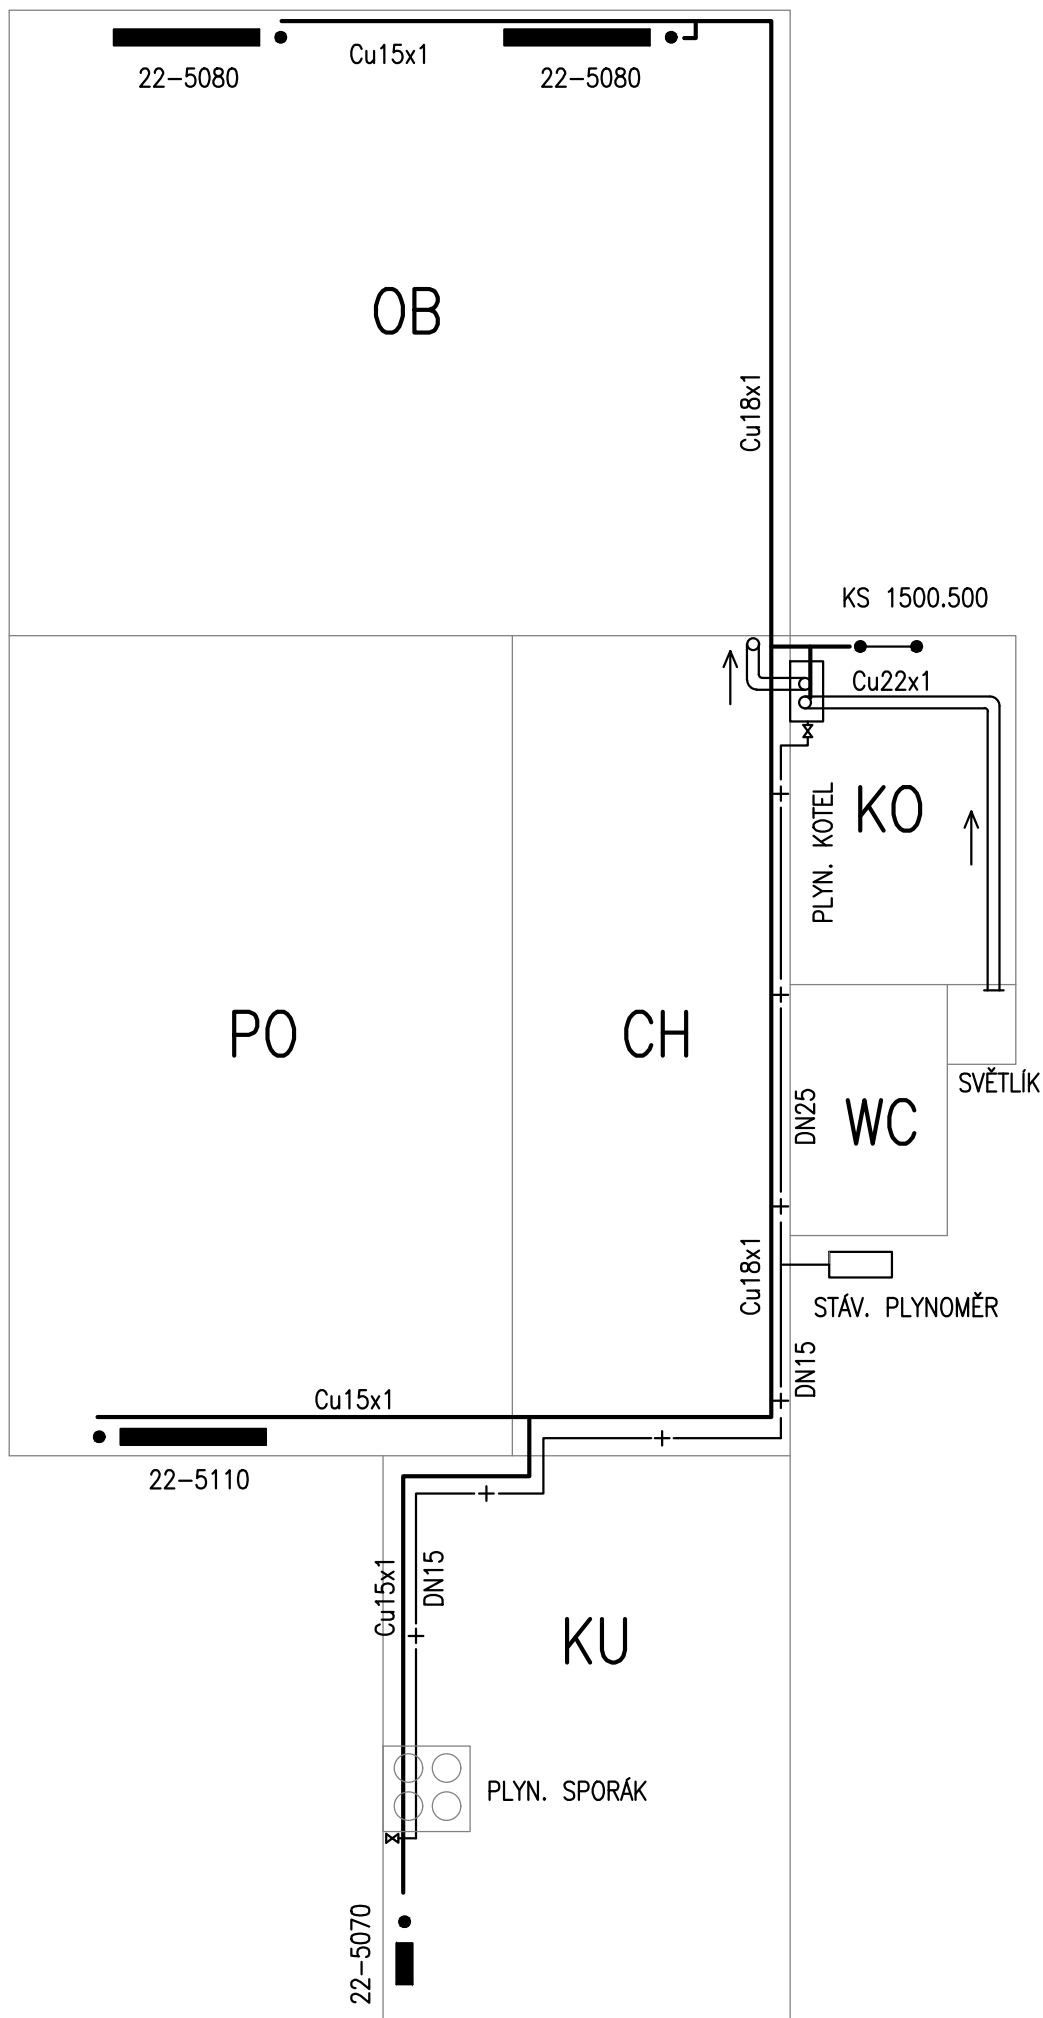 Cu15x1
22-5080
22-5080
OB
Cu18x1
KS 1500.500
Cu22x1
PLYN. KOTEL
KO
PO
CH
DN25
WC
SVĚTLÍK
Cu18x1
STÁV. PLYNOMĚR
DN15
Cu15x1
22-5110
Cu15x1
DN15
KU
PLYN. SPORÁK
22-5070